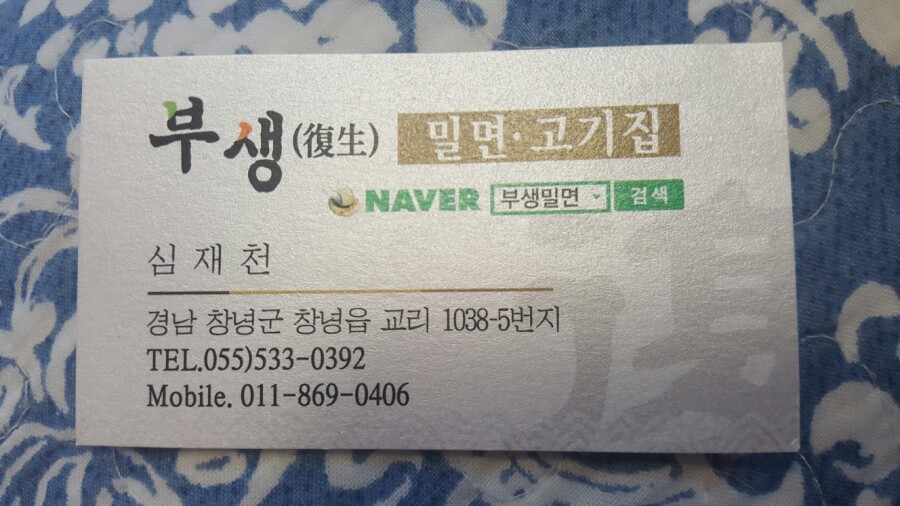 부생(復生) 밀면·고기집
NAVER 부생밀면 검색
심재천
경남 창녕군 창녕읍 교리 1038-5번지
TEL.055)533-0392
Mobile. 011-869-0406